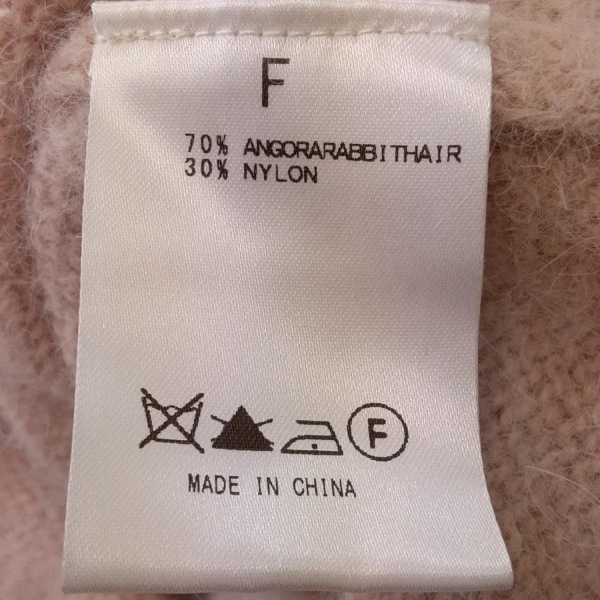 F
70% ANGORARABBITHAIR
30% NYLON
F
MADE IN CHINA